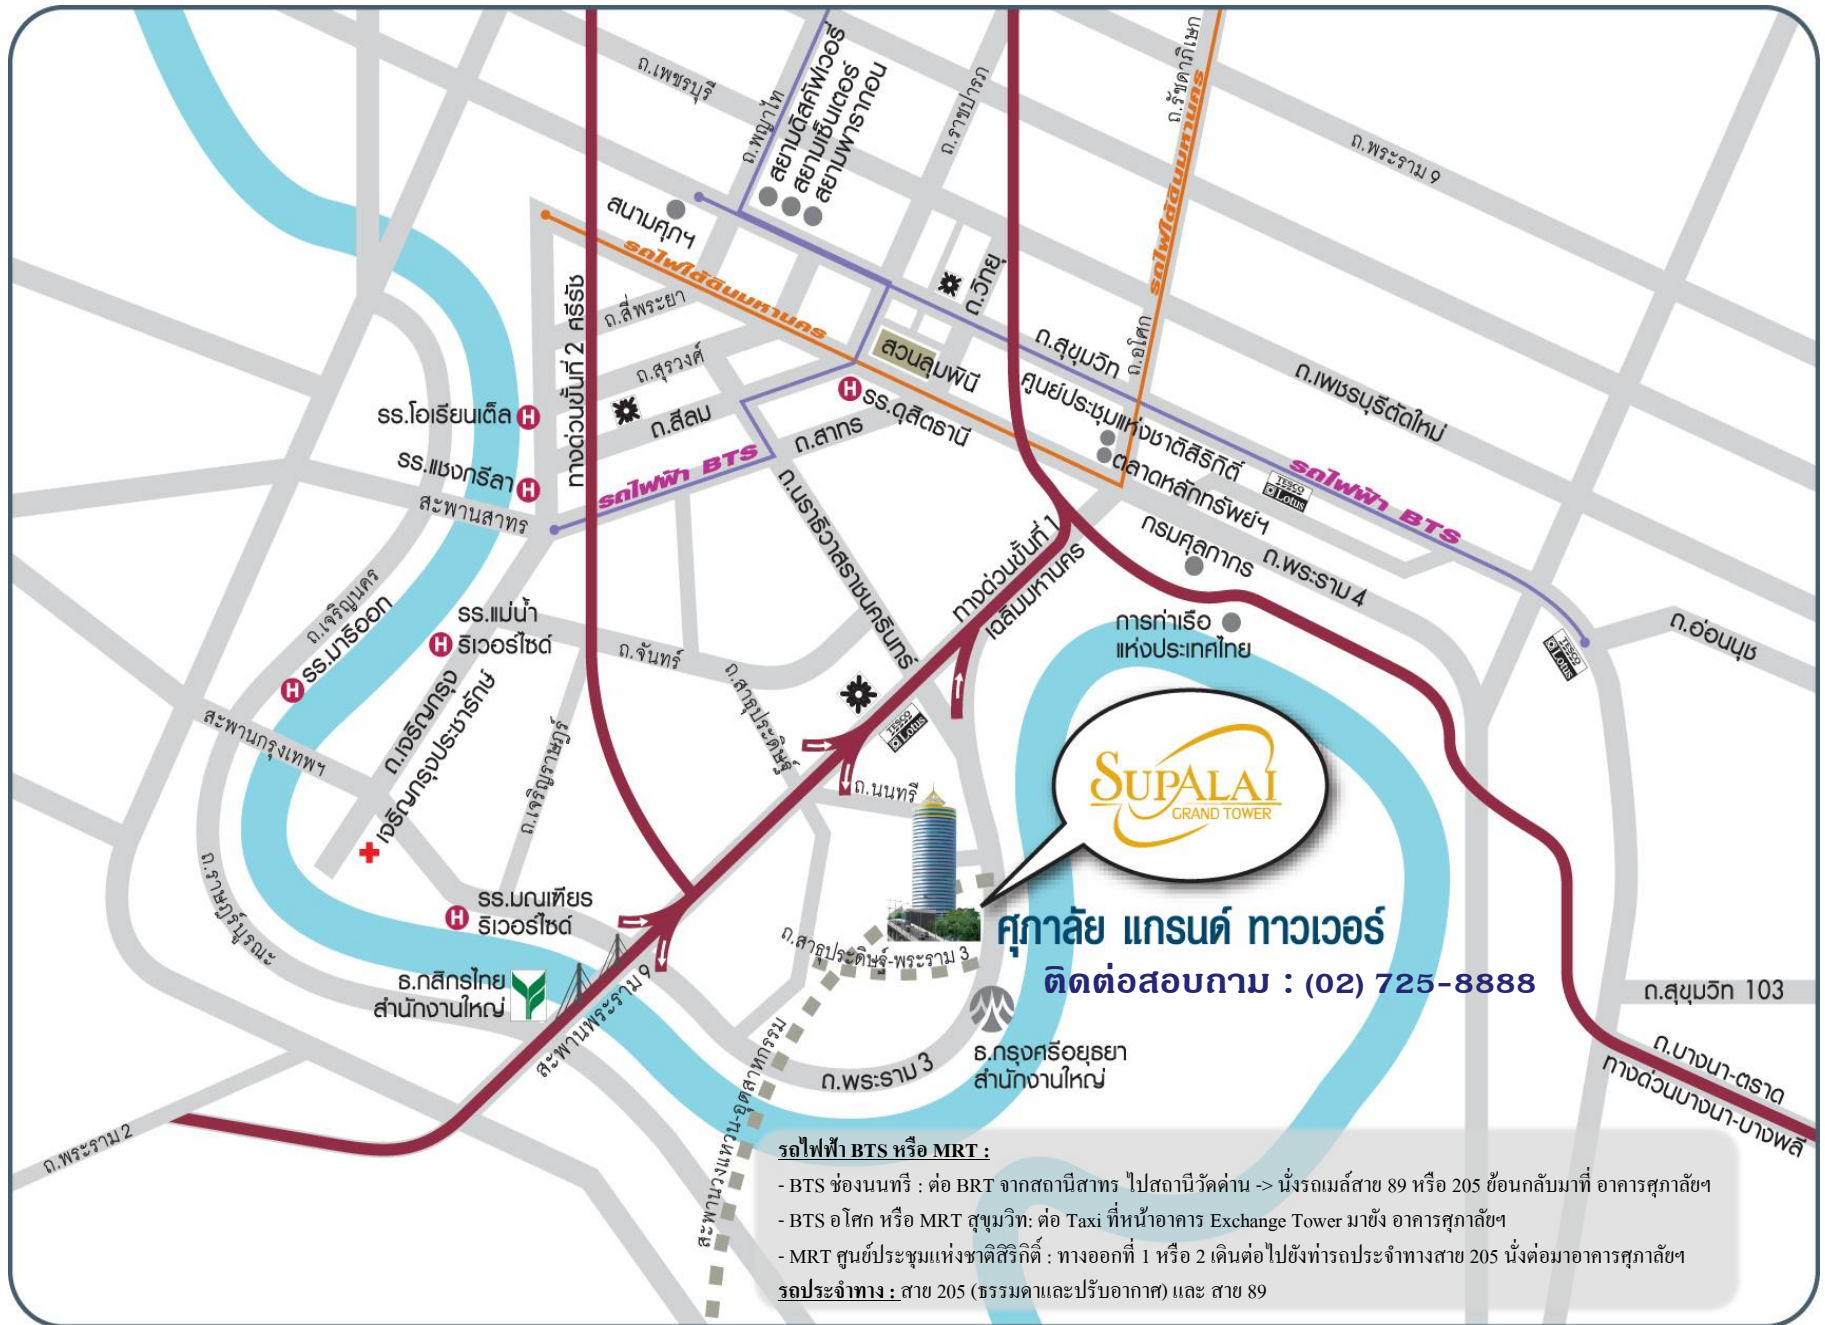 ถ.เพชรบุรี
ถ.พญาไท
สยามดิสคัฟเวอรี่
สยามเซ็นเตอร์
สยามพารากอน
ถ.ราชปรารภ
ถ.รัชดาภิเษก
รถไฟใต้ดินมหานคร
ถ.พระราม 9
สนามศุภฯ
รถไฟใต้ดินมหานคร
ถ.วิทยุ
ถ.สี่พระยา
ทางด่วนขั้นที่ 2 ศรีรัช
ถ.สุรวงศ์
สวนลุมพินี
ถ.สุขุมวิท
ถ.อโศก
ถ.เพชรบุรีตัดใหม่
รร.โอเรียนเต็ล
H
ถ.สีลม
H
รร.ดุสิตธานี
ศูนย์ประชุมแห่งชาติสิริกิติ์
ตลาดหลักทรัพย์ฯ
รร.แชงกรีลา
H
รถไฟฟ้า BTS
ถ.สาทร
TESCO
Lotus
รถไฟฟ้า BTS
สะพานสาทร
ถ.นราธิวาสราชนครินทร์
ทางด่วนขั้นที่ 1
เฉลิมมหานคร
กรมศุลกากร
ถ.พระราม 4
ถ.เจริญนคร
รร.แม่น้ำ
H ริเวอร์ไซด์
การท่าเรือ
แห่งประเทศไทย
ถ.อ่อนนุช
TESCO
Lotus
H
รร.มาริออท
ถ.จันทร์
ถ.สาธุประดิษฐ์
TESCO
Lotus
สะพานกรุงเทพฯ
ถ.เจริญกรุง
เจริญกรุงประชารักษ์
ถ.เจริญราษฎร์
ถ.นนทรี
SUPALAI
GRAND TOWER
ถ.ราษฎร์บูรณะ
รร.มณเฑียร
H ริเวอร์ไซด์
ศุภาลัย แกรนด์ ทาวเวอร์
ถ.สาธุประดิษฐ์-พระราม 3
ติดต่อสอบถาม : (02) 725-8888
ธ.กสิกรไทย
สำนักงานใหญ่
สะพานพระราม 9
ถ.สุขุมวิท 103
ธ.กรุงศรีอยุธยา
สำนักงานใหญ่
ถ.พระราม 3
ถ.บางนา-ตราด
ทางด่วนบางนา-บางพลี
ถ.พระราม 2
สะพานวงแหวน-อุตสาหกรรม
รถไฟฟ้า BTS หรือ MRT :
- BTS ช่องนนทรี : ต่อ BRT จากสถานีสาทร ไปสถานีวัดด่าน -> นั่งรถเมล์สาย 89 หรือ 205 ย้อนกลับมาที่ อาคารศุภาลัยฯ
- BTS อโศก หรือ MRT สุขุมวิท: ต่อ Taxi ที่หน้าอาคาร Exchange Tower มายัง อาคารศุภาลัยฯ
- MRT ศูนย์ประชุมแห่งชาติสิริกิติ์ : ทางออกที่ 1 หรือ 2 เดินต่อไปยังท่ารถประจำทางสาย 205 นั่งต่อมาอาคารศุภาลัยฯ
รถประจำทาง : สาย 205 (ธรรมดาและปรับอากาศ) และ สาย 89